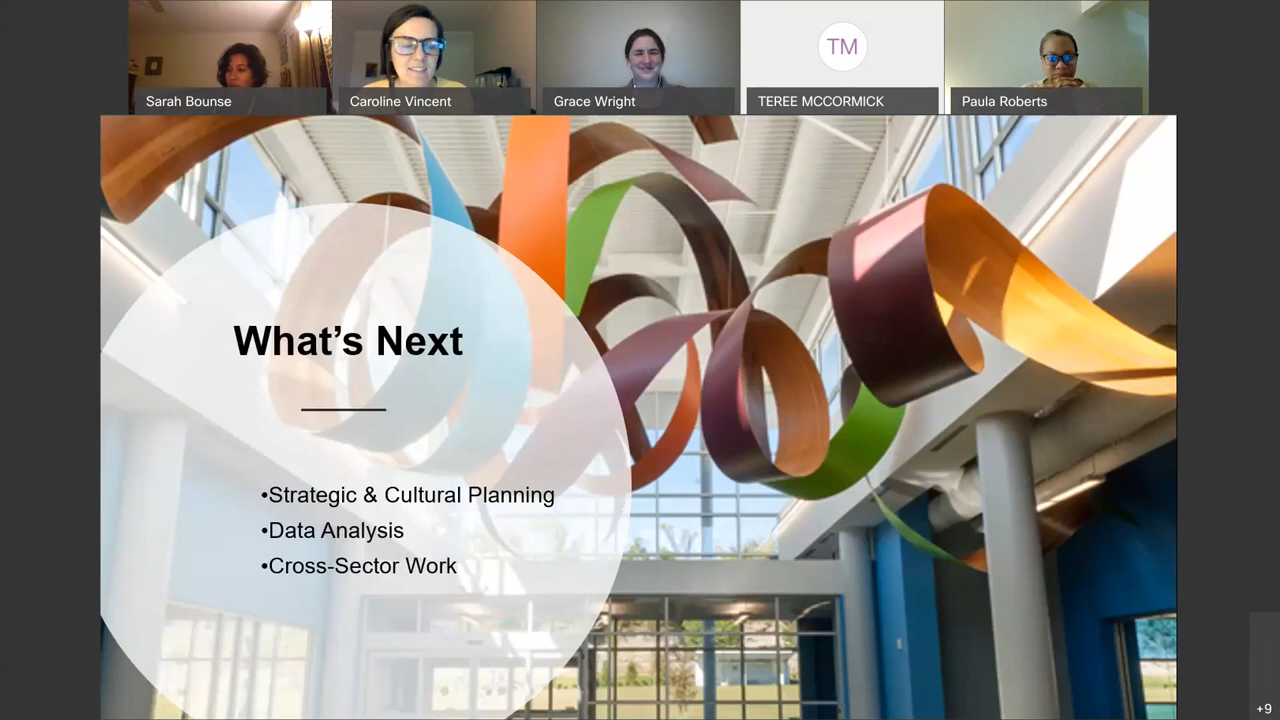 Sarah Bounse
Caroline Vincent
Grace Wright
TM
TEREE MCCORMICK
Paula Roberts
What's Next
•Strategic & Cultural Planning
•Data Analysis
•Cross-Sector Work
+9